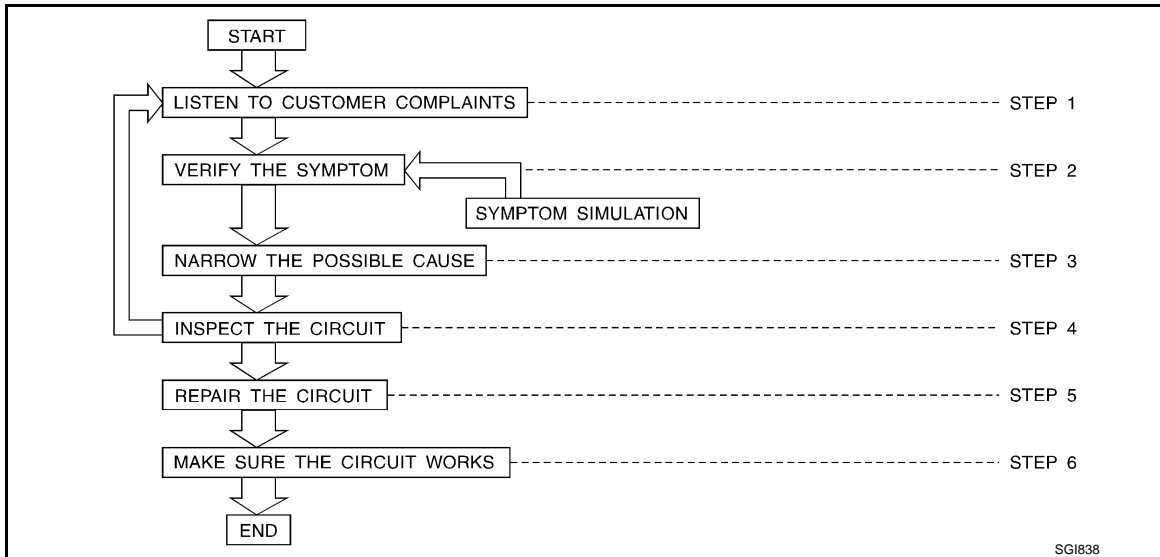 START
LISTEN TO CUSTOMER COMPLAINTS
STEP 1
VERIFY THE SYMPTOM
STEP 2
SYMPTOM SIMULATION
NARROW THE POSSIBLE CAUSE
STEP 3
INSPECT THE CIRCUIT
STEP 4
REPAIR THE CIRCUIT
STEP 5
MAKE SURE THE CIRCUIT WORKS
STEP 6
END
SGI838